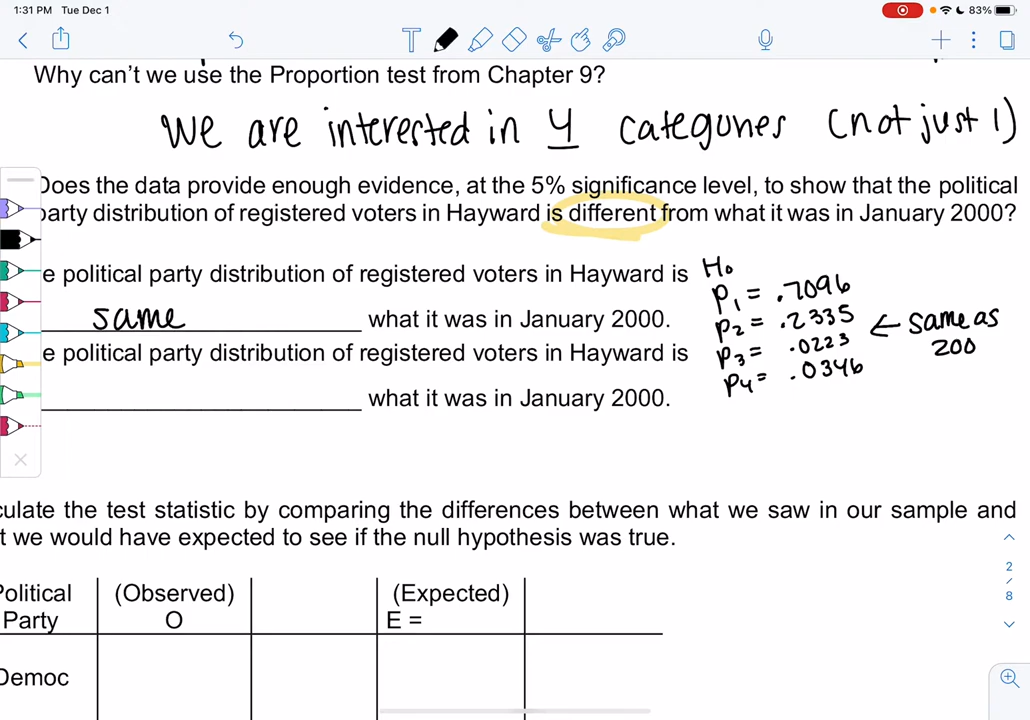 1:31 PM Tue Dec 1
83%
Why can't we use the Proportion test from Chapter 9?
We are interested in 4 categories (not just 1)
Does the data provide enough evidence, at the 5% significance level, to show that the political
party distribution of registered voters in Hayward is different from what it was in January 2000?
e political party distribution of registered voters in Hayward is
same what it was in January 2000.
e political party distribution of registered voters in Hayward is
what it was in January 2000.
H₀
P₁ = .7096
P₂ = .2335
P₃ = .0223
P₄ = .0346
← same as
200
culate the test statistic by comparing the differences between what we saw in our sample and
t we would have expected to see if the null hypothesis was true.
Political (Observed) (Expected)
Party O E =
Democ
2
/
8